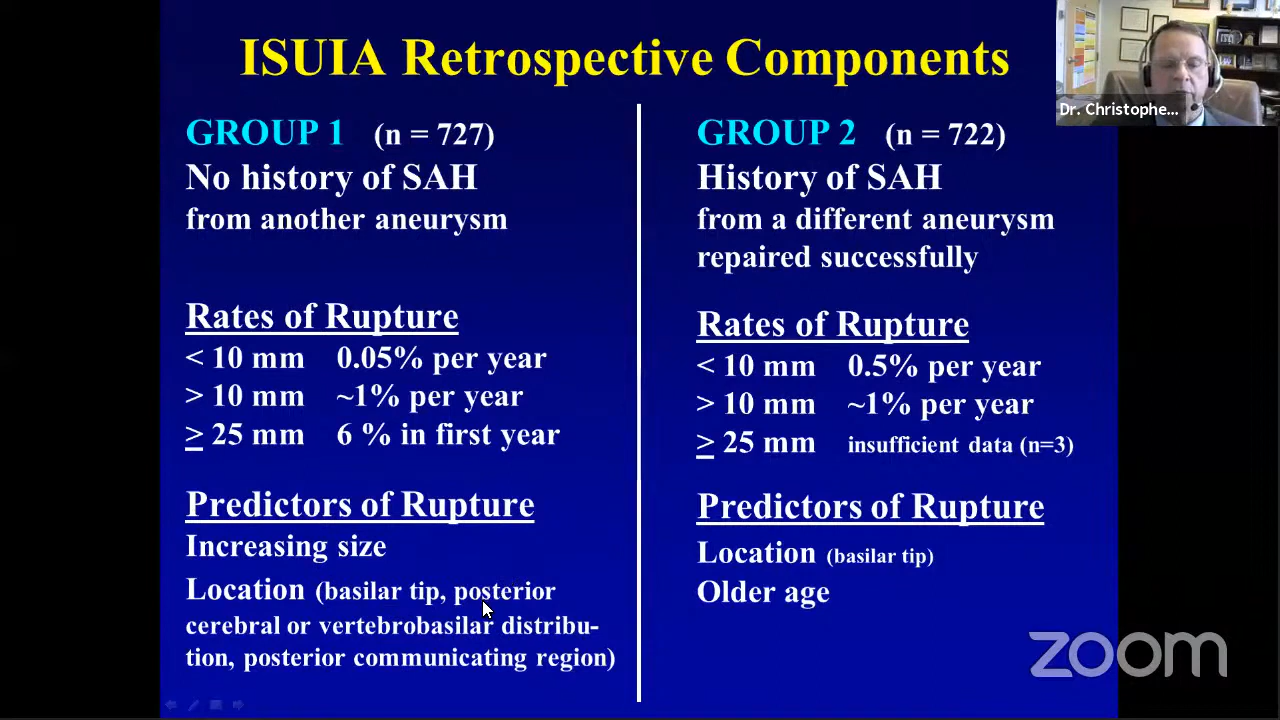 ISUIA Retrospective Components
Dr. Christophe...
GROUP 1 (n = 727)
No history of SAH
from another aneurysm
Rates of Rupture
< 10 mm 0.05% per year
> 10 mm ~1% per year
≥ 25 mm 6 % in first year
Predictors of Rupture
Increasing size
Location (basilar tip, posterior
cerebral or vertebrobasilar distribu-
tion, posterior communicating region)
GROUP 2 (n = 722)
History of SAH
from a different aneurysm
repaired successfully
Rates of Rupture
< 10 mm 0.5% per year
> 10 mm ~1% per year
≥ 25 mm insufficient data (n=3)
Predictors of Rupture
Location (basilar tip)
Older age
zoom